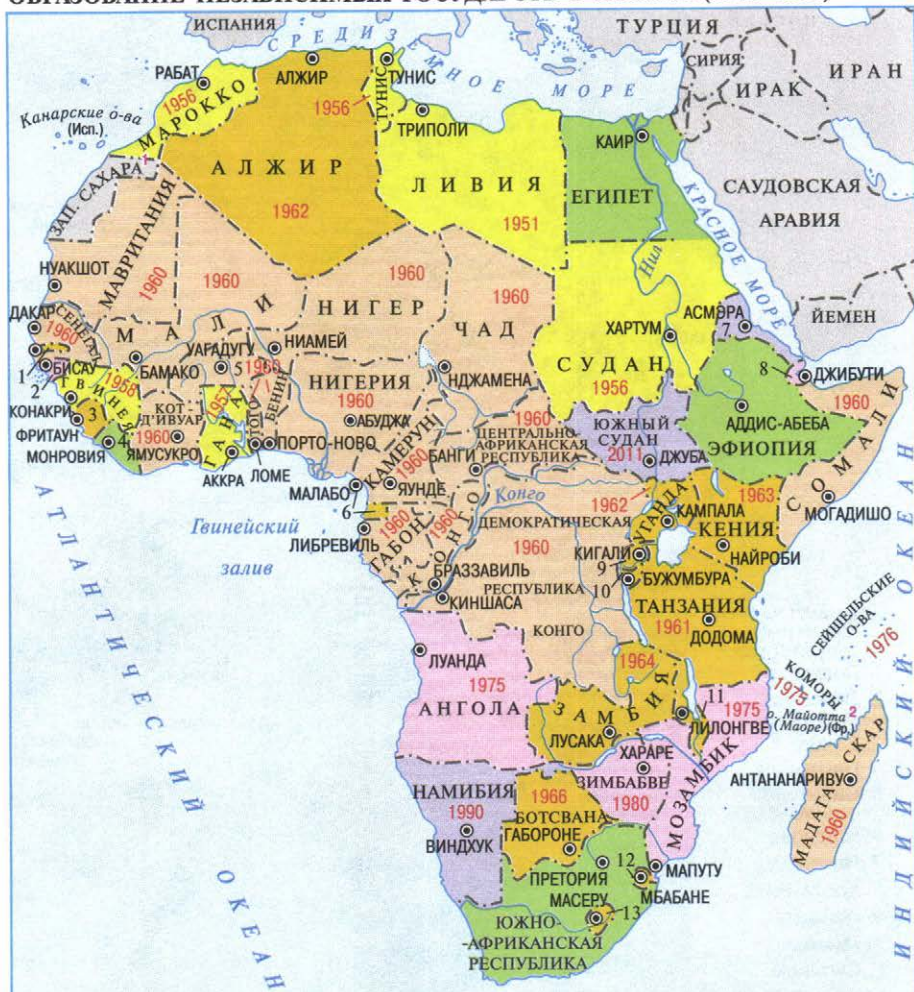 ИСПАНИЯ
СРЕДИЗЕМНОЕ МОРЕ
ТУРЦИЯ
СИРИЯ
ИРАК
ИРАН
РАБАТ
АЛЖИР
ТУНИС
ТУНИС
1956
1956
МАРОККО
Канарские о-ва
(Исп.)
ТРИПОЛИ
КАИР
1
ЗАП. САХАРА
АЛЖИР
1962
ЛИВИЯ
1951
ЕГИПЕТ
КРАСНОЕ МОРЕ
САУДОВСКАЯ
АРАВИЯ
Нил
НУАКШОТ
МАВРИТАНИЯ
1960
1960
МАЛИ
НИГЕР
1960
ЧАД
1960
ХАРТУМ
СУДАН
1956
АСМЭРА
7
ЙЕМЕН
ДАКАР
СЕНЕГАЛ
1960
БИСАУ
1
2
БАМАКО
УАГАДУГУ
5
НИАМЕЙ
НДЖАМЕНА
8
ДЖИБУТИ
ГВИНЕЯ
1958
КОНАКРИ
3
ФРИТАУН
4
МОНРОВИЯ
КОТ-
Д'ИВУАР
1960
ЯМУСУКРО
ГАНА
1957
АККРА
ТОГО
1960
ЛОМЕ
БЕНИН
ПОРТО-НОВО
НИГЕРИЯ
1960
АБУДЖА
КАМЕРУН
1960
ЯУНДЕ
МАЛАБО
6
1960
ЦЕНТРАЛЬНО-
АФРИКАНСКАЯ
РЕСПУБЛИКА
БАНГИ
ЮЖНЫЙ
СУДАН
2011
ДЖУБА
АДДИС-АБЕБА
ЭФИОПИЯ
1960
СОМАЛИ
МОГАДИШО
Гвинейский
залив
ЛИБРЕВИЛЬ
ГАБОН
1960
КОНГО
1960
БРАЗЗАВИЛЬ
КИНШАСА
Конго
ДЕМОКРАТИЧЕСКАЯ
1960
РЕСПУБЛИКА
КОНГО
1962
УГАНДА
КАМПАЛА
1963
КЕНИЯ
НАЙРОБИ
КИГАЛИ
9
10
БУЖУМБУРА
ТАНЗАНИЯ
1961
ДОДОМА
СЕЙШЕЛЬСКИЕ
О-ВА
1976
ЛУАНДА
1975
АНГОЛА
1964
ЗАМБИЯ
ЛУСАКА
11
ЛИЛОНГВЕ
1975
МОЗАМБИК
КОМОРЫ
1975
2
о. Майотта
(Маоре) (Фр.)
ХАРАРЕ
ЗИМБАБВЕ
1980
АНТАНАНАРИВУ
МАДАГАСКАР
1960
НАМИБИЯ
1990
ВИНДХУК
1966
БОТСВАНА
ГАБОРОНЕ
ПРЕТОРИЯ
12
МАПУТУ
МБАБАНЕ
МАСЕРУ
13
ЮЖНО-
-АФРИКАНСКАЯ
РЕСПУБЛИКА
АТЛАНТИЧЕСКИЙ ОКЕАН
ИНДИЙСКИЙ ОКЕАН